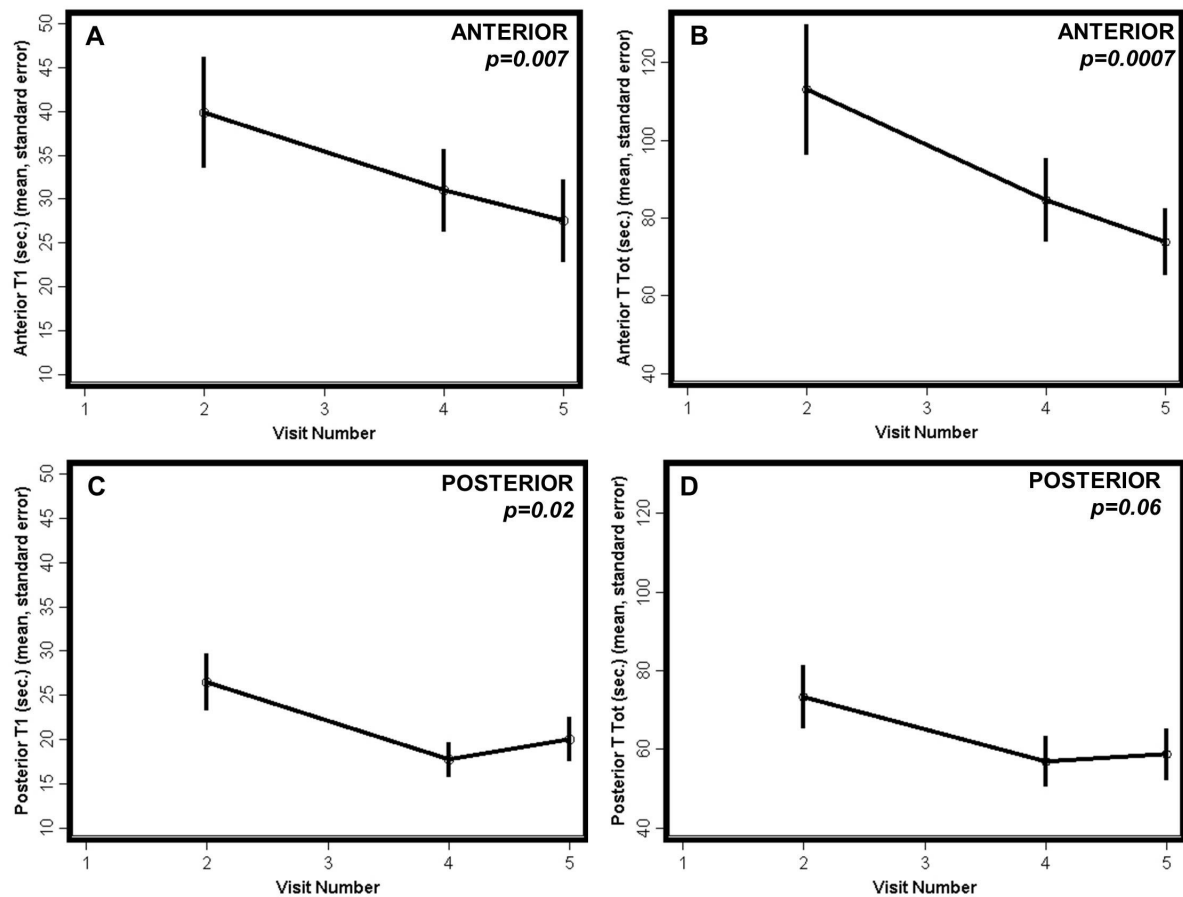 A
ANTERIOR
p=0.007
Anterior T1 (sec.) (mean, standard error)
50
45
40
35
30
25
20
15
10
1 2 3 4 5
Visit Number
B
ANTERIOR
p=0.0007
Anterior T Tot (sec.) (mean, standard error)
120
100
80
60
40
1 2 3 4 5
Visit Number
C
POSTERIOR
p=0.02
Posterior T1 (sec.) (mean, standard error)
50
45
40
35
30
25
20
15
10
1 2 3 4 5
Visit Number
D
POSTERIOR
p=0.06
Posterior T Tot (sec.) (mean, standard error)
120
100
80
60
40
1 2 3 4 5
Visit Number